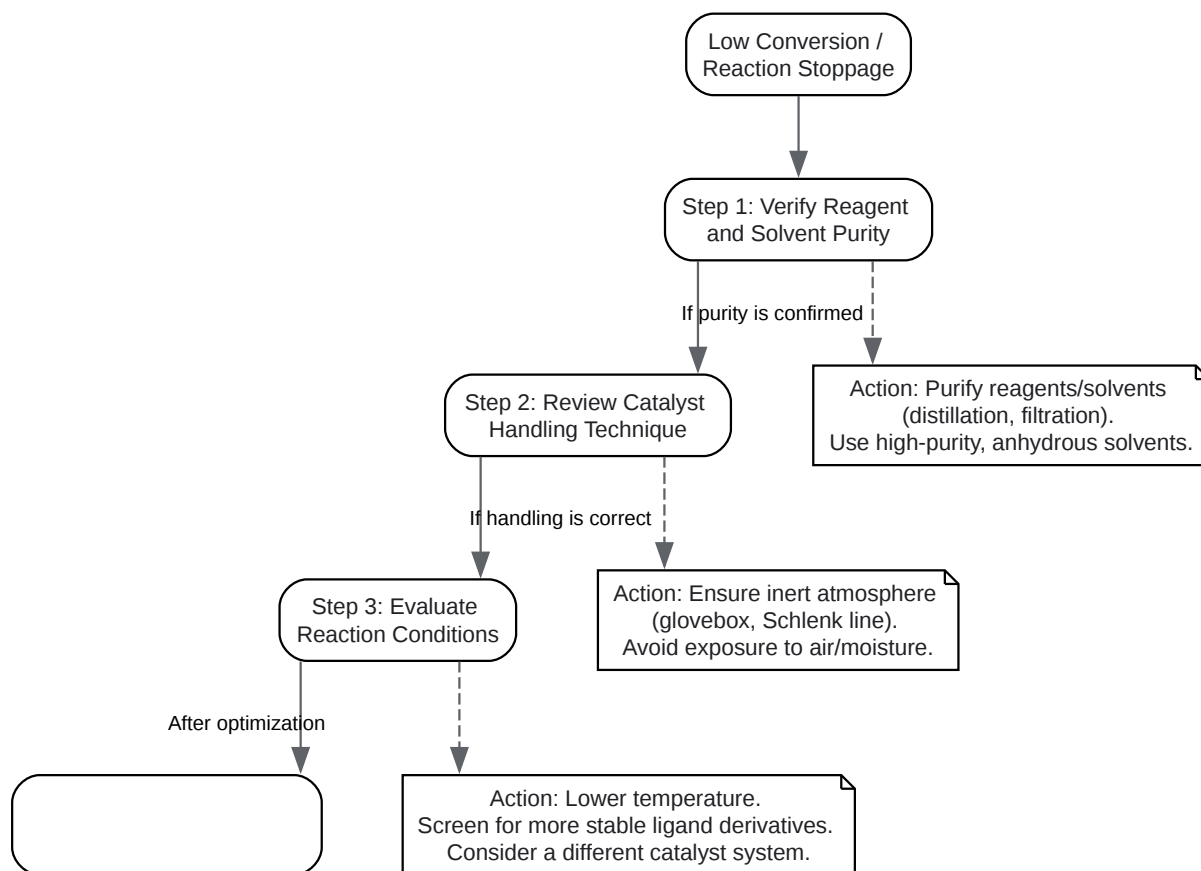 Low Conversion /
Reaction Stoppage
Step 1: Verify Reagent
and Solvent Purity
If purity is confirmed
Action: Purify reagents/solvents
(distillation, filtration).
Use high-purity, anhydrous solvents.
Step 2: Review Catalyst
Handling Technique
If handling is correct
Action: Ensure inert atmosphere
(glovebox, Schlenk line).
Avoid exposure to air/moisture.
Step 3: Evaluate
Reaction Conditions
After optimization
Action: Lower temperature.
Screen for more stable ligand derivatives.
Consider a different catalyst system.